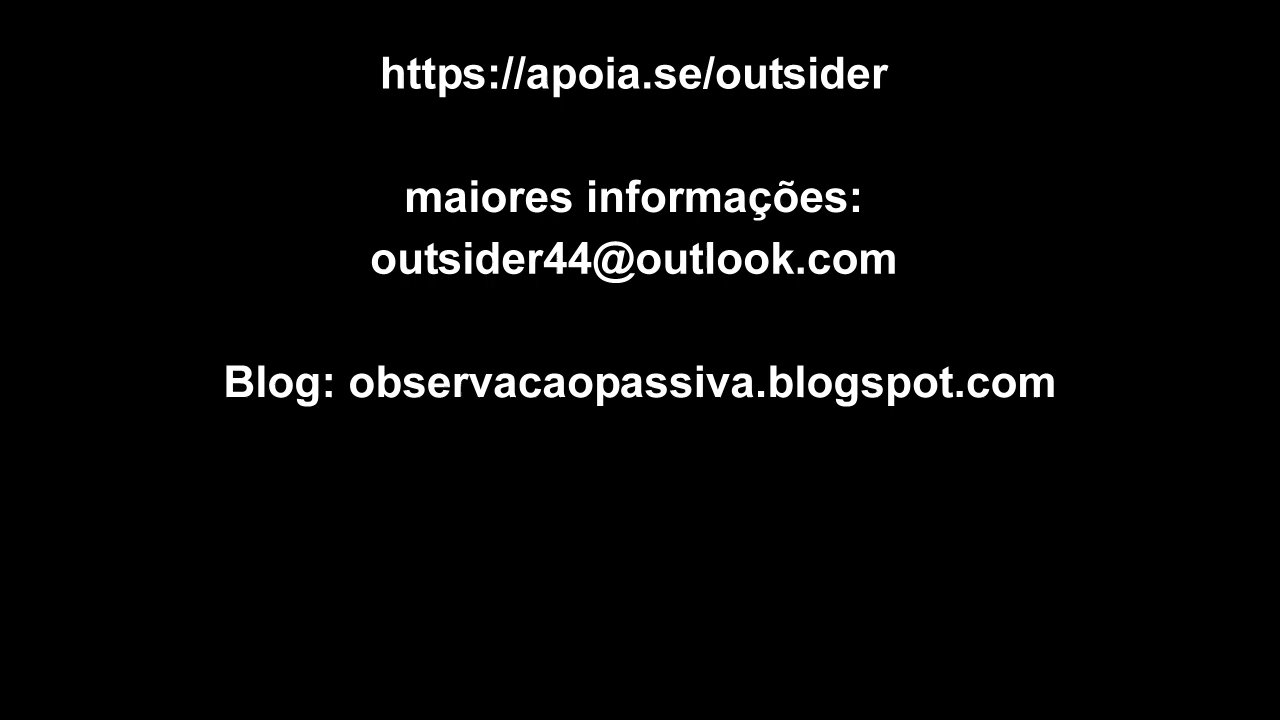 https://apoia.se/outsider
maiores informações:
outsider44@outlook.com
Blog: observacaopassiva.blogspot.com